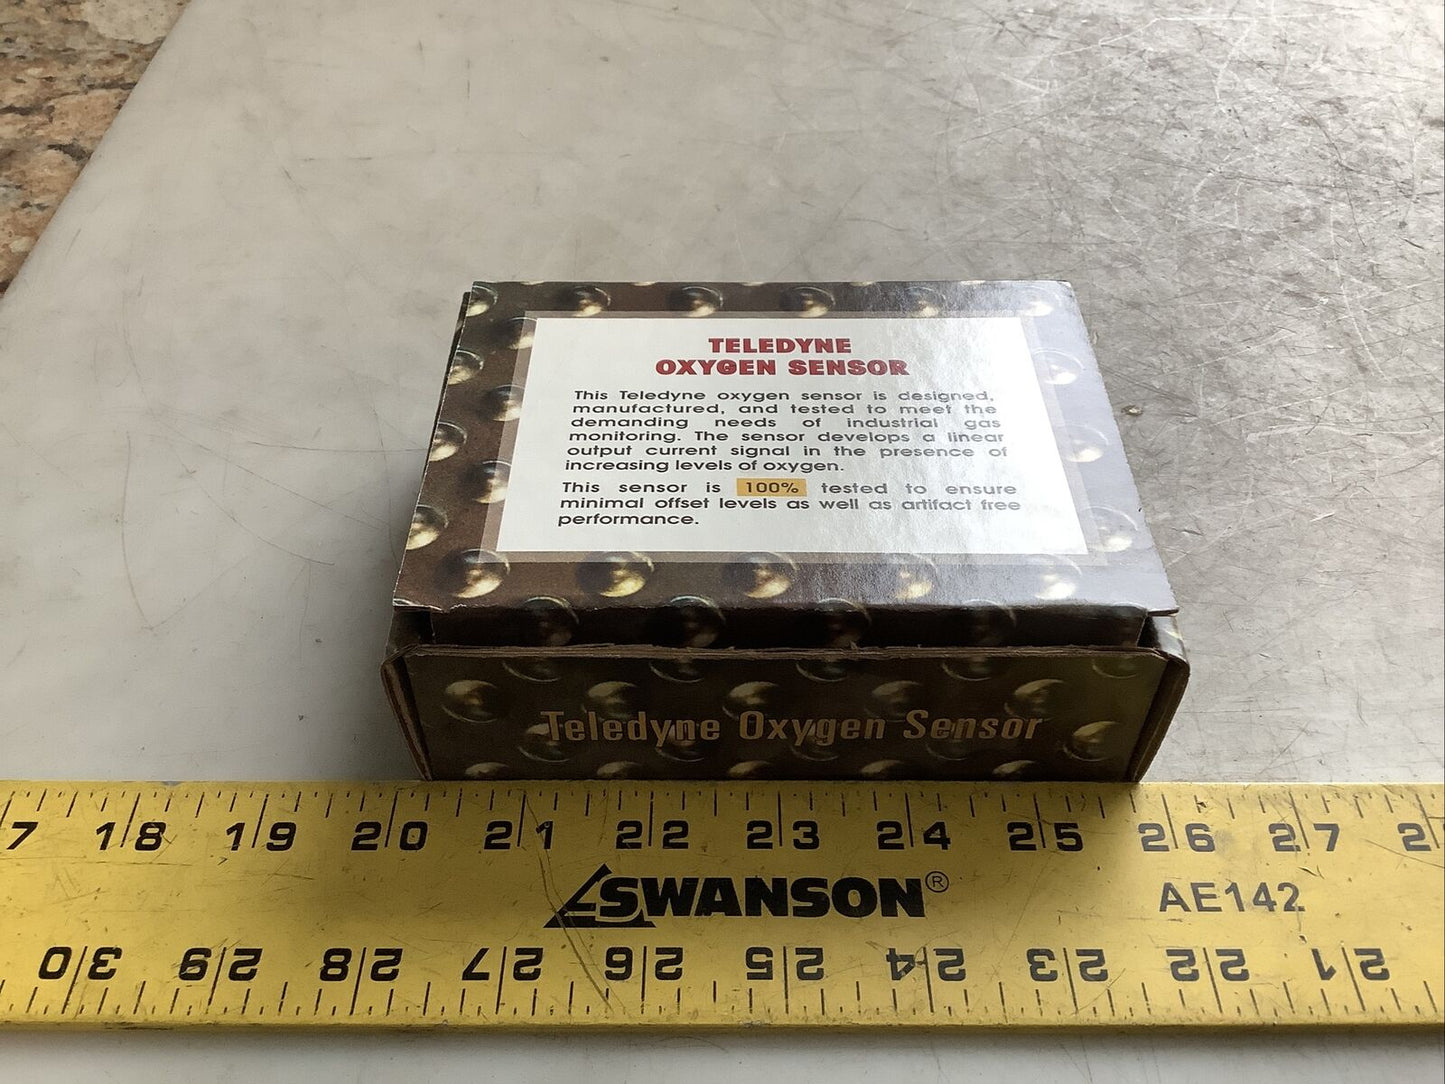 TELEDYNE
OXYGEN SENSOR
This Teledyne oxygen sensor is designed,
manufactured, and tested to meet the
demanding needs of industrial gas
monitoring. The sensor develops a linear
output current signal in the presence of
increasing levels of oxygen.
This sensor is 100% tested to ensure
minimal offset levels as well as artifact free
performance.
Teledyne Oxygen Sensor
7 18 19 20 21 22 23 24 25 26 27 2
SWANSON® AE142
30 29 28 27 26 25 24 23 22 21